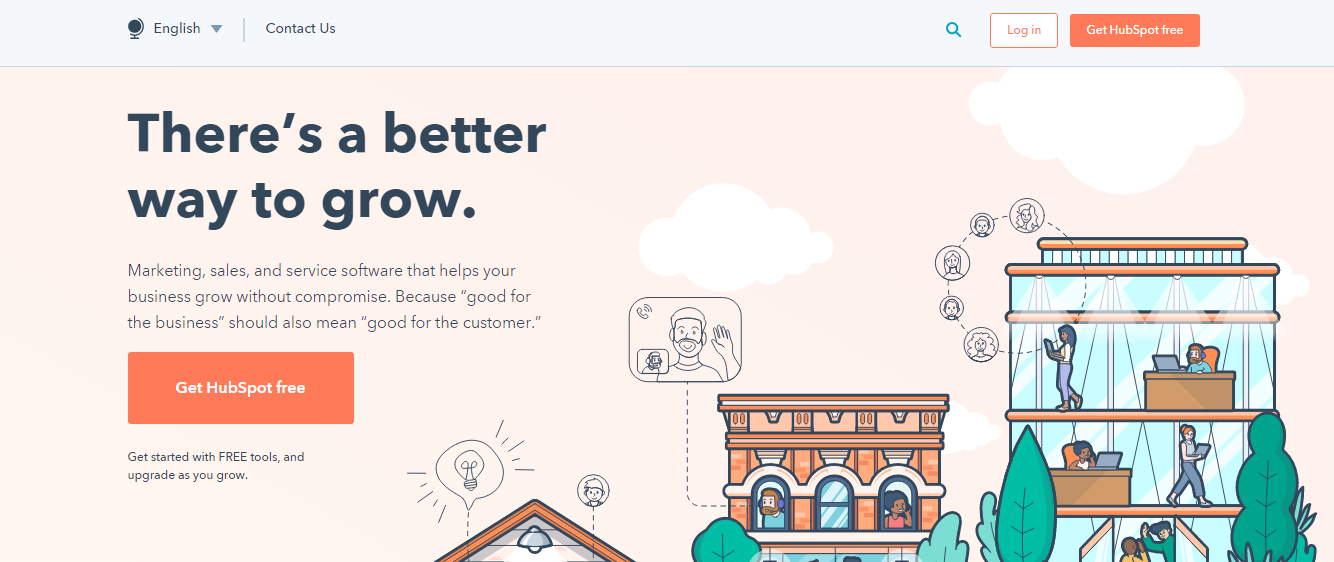 English
Contact Us
Log in
Get HubSpot free
There’s a better
way to grow.
Marketing, sales, and service software that helps your
business grow without compromise. Because “good for
the business” should also mean “good for the customer.”
Get HubSpot free
Get started with FREE tools, and
upgrade as you grow.